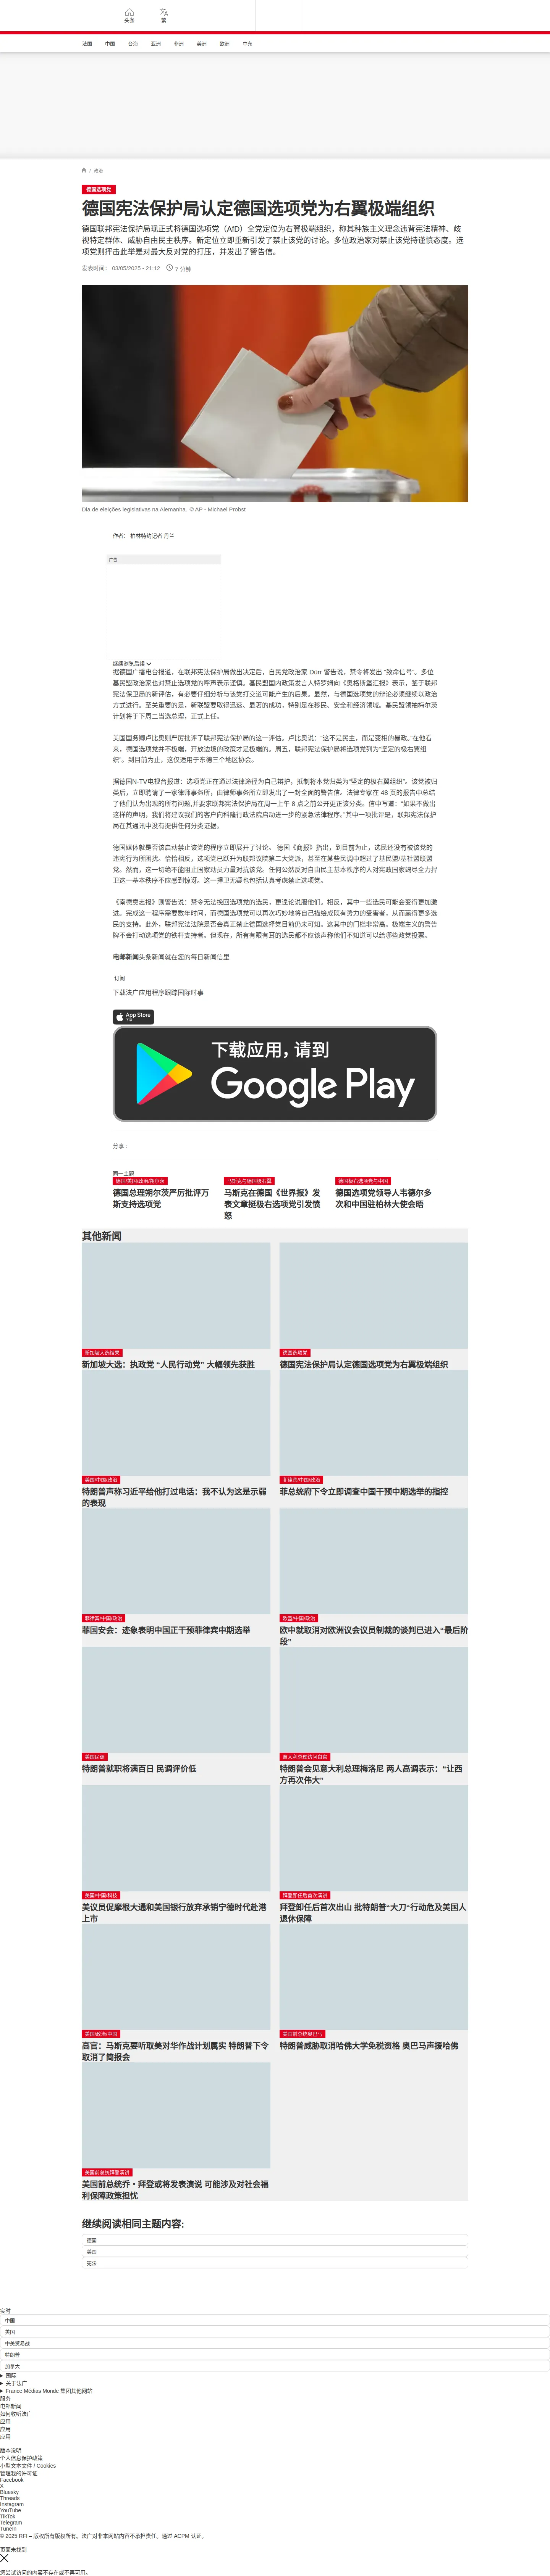 头条
繁
法国
中国
台海
亚洲
非洲
美洲
欧洲
中东
/ 政治
德国选项党
德国宪法保护局认定德国选项党为右翼极端组织
德国联邦宪法保护局现正式将德国选项党（AfD）全党定位为右翼极端组织，称其种族主义理念违背宪法精神、歧
视特定群体、威胁自由民主秩序。新定位立即重新引发了禁止该党的讨论。多位政治家对禁止该党持谨慎态度。选
项党则抨击此举是对最大反对党的打压，并发出了警告信。
发表时间： 03/05/2025 - 21:12
7 分钟
Dia de eleições legislativas na Alemanha. © AP - Michael Probst
作者： 柏林特约记者 丹兰
广告
继续浏览后续
据德国广播电台报道，在联邦宪法保护局做出决定后，自民党政治家 Dürr 警告说，禁令将发出 “致命信号”。多位
基民盟政治家也对禁止选项党的呼声表示谨慎。基民盟国内政策发言人特罗姆向《奥格斯堡汇报》表示，鉴于联邦
宪法保卫局的新评估，有必要仔细分析与该党打交道可能产生的后果。显然，与德国选项党的辩论必须继续以政治
方式进行。至关重要的是，新联盟要取得迅速、显著的成功，特别是在移民、安全和经济领域。基民盟领袖梅尔茨
计划将于下周二当选总理，正式上任。
美国国务卿卢比奥则严厉批评了联邦宪法保护局的这一评估。卢比奥说：“这不是民主，而是变相的暴政。”在他看
来，德国选项党并不极端，开放边境的政策才是极端的。周五，联邦宪法保护局将选项党列为“坚定的极右翼组
织”。到目前为止，这仅适用于东德三个地区协会。
据德国N-TV电视台报道：选项党正在通过法律途径为自己辩护，抵制将本党归类为“坚定的极右翼组织”。该党被归
类后，立即聘请了一家律师事务所，由律师事务所立即发出了一封全面的警告信。法律专家在 48 页的报告中总结
了他们认为出现的所有问题,并要求联邦宪法保护局在周一上午 8 点之前公开更正该分类。信中写道：“如果不做出
这样的声明，我们将建议我们的客户向科隆行政法院启动进一步的紧急法律程序。”其中一项批评是，联邦宪法保护
局在其通讯中没有提供任何分类证据。
德国媒体就是否该启动禁止该党的程序立即展开了讨论。 德国《商报》指出，到目前为止，选民还没有被该党的
违宪行为所困扰。恰恰相反，选项党已跃升为联邦议院第二大党派，甚至在某些民调中超过了基民盟/基社盟联盟
党。然而，这一切绝不能阻止国家动员力量对抗该党。任何公然反对自由民主基本秩序的人对宪政国家竭尽全力捍
卫这一基本秩序不应感到惊讶。这一捍卫无疑也包括认真考虑禁止选项党。
《南德意志报》则警告说：禁令无法挽回选项党的选民，更遑论说服他们。相反，其中一些选民可能会变得更加激
进。完成这一程序需要数年时间，而德国选项党可以再次巧妙地将自己描绘成既有势力的受害者，从而赢得更多选
民的支持。此外，联邦宪法法院是否会真正禁止德国选择党目前仍未可知。这其中的门槛非常高。极端主义的警告
牌不会打动选项党的铁杆支持者。但现在，所有有眼有耳的选民都不应该声称他们不知道可以给哪些政党投票。
电邮新闻头条新闻就在您的每日新闻信里
订阅
下载法广应用程序跟踪国际时事
App Store
下载
下载应用，请到
Google Play
分享 :
同一主题
德国/美国/政治/朔尔茨
德国总理朔尔茨严厉批评万
斯支持选项党
马斯克与德国极右翼
马斯克在德国《世界报》发
表文章挺极右选项党引发愤
怒
德国极右选项党与中国
德国选项党领导人韦德尔多
次和中国驻柏林大使会晤
其他新闻
新加坡大选结果
新加坡大选：执政党 “人民行动党” 大幅领先获胜
德国选项党
德国宪法保护局认定德国选项党为右翼极端组织
美国/中国/政治
特朗普声称习近平给他打过电话：我不认为这是示弱
的表现
菲律宾/中国/政治
菲总统府下令立即调查中国干预中期选举的指控
菲律宾/中国/政治
菲国安会：迹象表明中国正干预菲律宾中期选举
欧盟/中国/政治
欧中就取消对欧洲议会议员制裁的谈判已进入“最后阶
段”
美国民调
特朗普就职将满百日 民调评价低
意大利总理访问白宫
特朗普会见意大利总理梅洛尼 两人高调表示：“让西
方再次伟大”
美国/中国/科技
美议员促摩根大通和美国银行放弃承销宁德时代赴港
上市
拜登卸任后首次演讲
拜登卸任后首次出山 批特朗普“大刀“行动危及美国人
退休保障
美国/政治/中国
高官：马斯克要听取美对华作战计划属实 特朗普下令
取消了简报会
美国前总统奥巴马
特朗普威胁取消哈佛大学免税资格 奥巴马声援哈佛
美国前总统拜登演讲
美国前总统乔・拜登或将发表演说 可能涉及对社会福
利保障政策担忧
继续阅读相同主题内容:
德国
美国
宪法
实时
中国
美国
中美贸易战
特朗普
加拿大
国际
关于法广
France Médias Monde 集团其他网站
服务
电邮新闻
如何收听法广
应用
应用
应用
版本说明
个人信息保护政策
小型文本文件 / Cookies
管理我的许可证
Facebook
X
Bluesky
Threads
Instagram
YouTube
TikTok
Telegram
TuneIn
© 2025 RFI – 版权所有版权所有。法广对非本网站内容不承担责任。通过 ACPM 认证。
页面未找到
您尝试访问的内容不存在或不再可用。